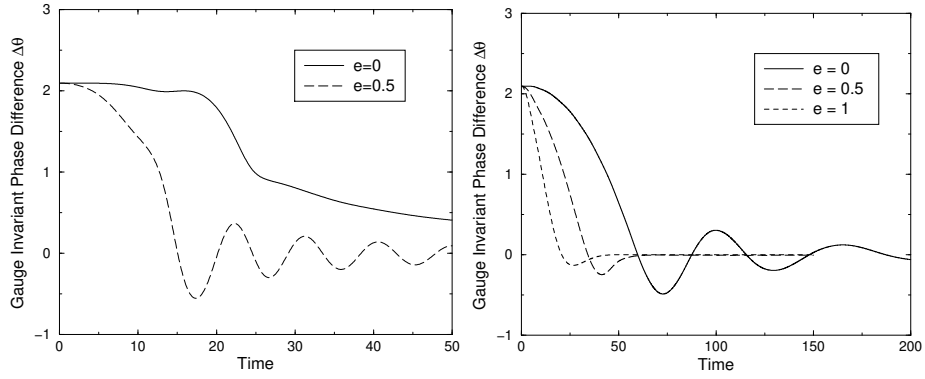 Gauge Invariant Phase Difference Δθ
3
2
1
0
−1
0
10
20
30
40
50
Time
e=0
e=0.5
Gauge Invariant Phase Difference Δθ
3
2
1
0
−1
0
50
100
150
200
Time
e = 0
e = 0.5
e = 1